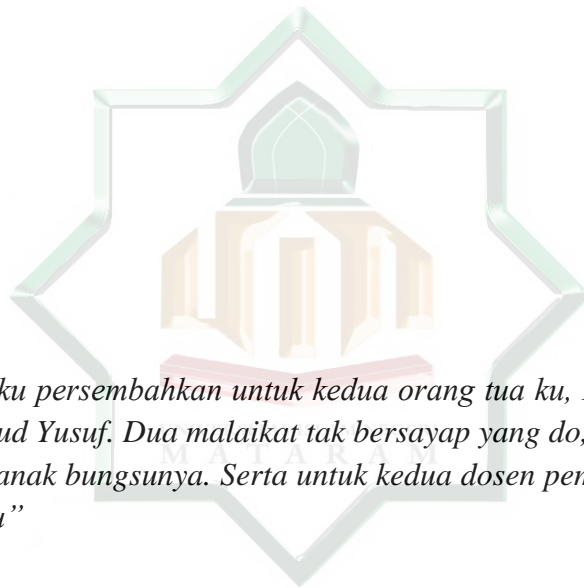 ku persembahkan untuk kedua orang tua ku,
ud Yusuf. Dua malaikat tak bersayap yang do,
anak bungsunya. Serta untuk kedua dosen pen
u”
MATARAM